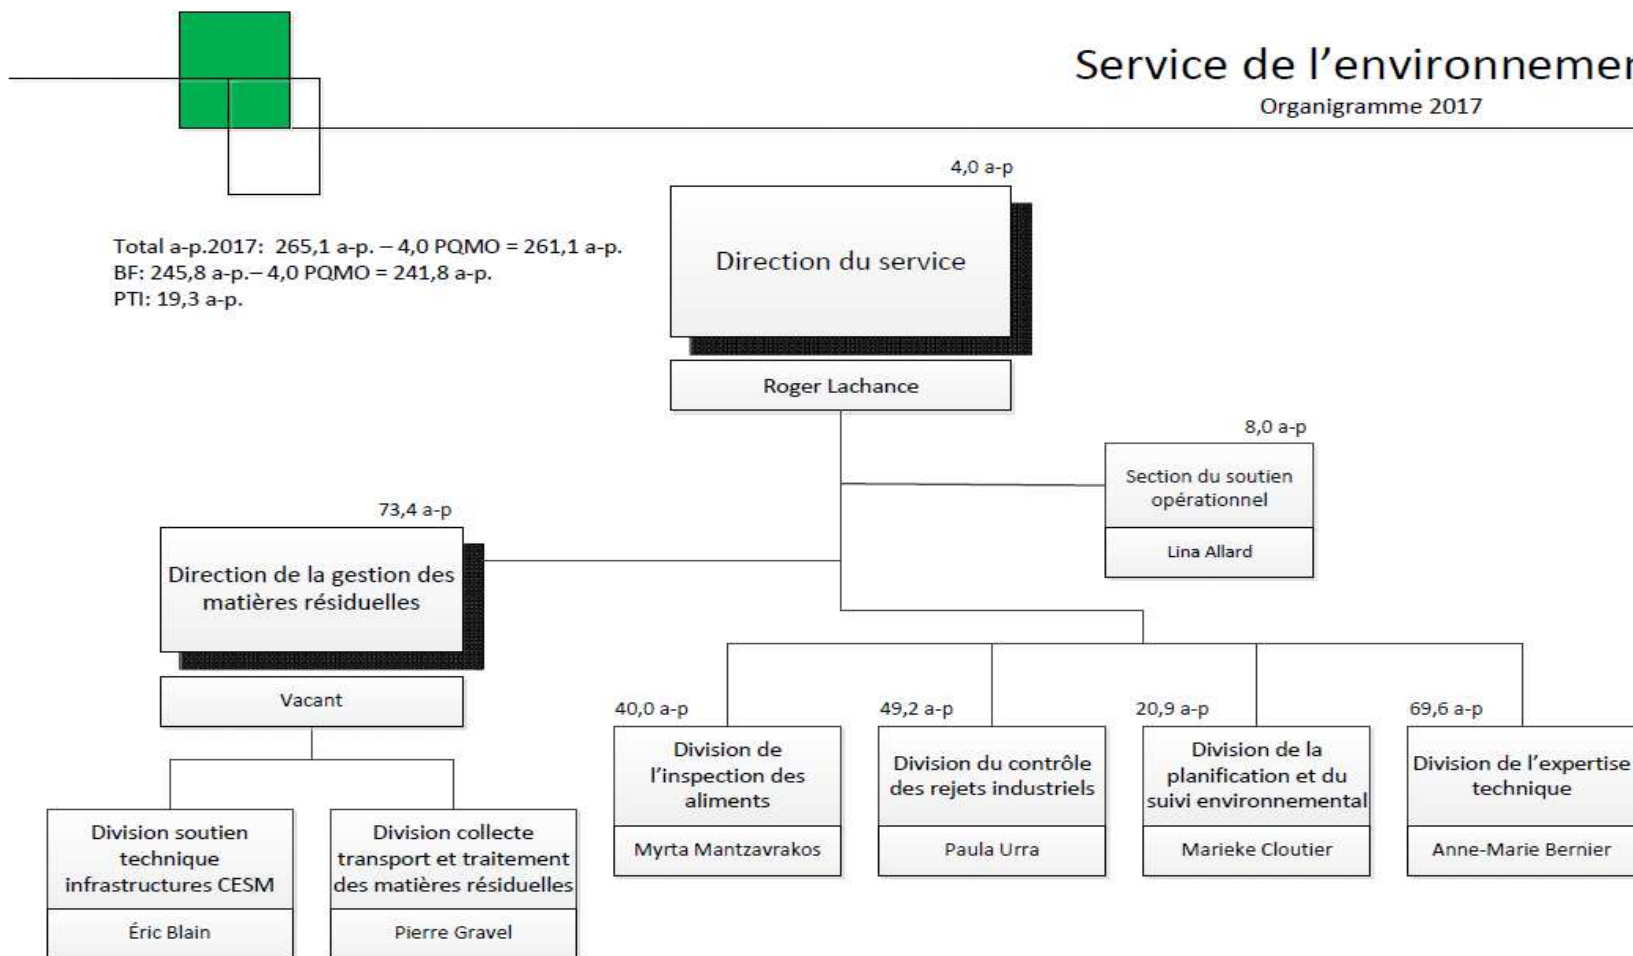 Service de l'environnemen
Organigramme 2017
Total a-p.2017: 265,1 a-p. – 4,0 PQMO = 261,1 a-p.
BF: 245,8 a-p.– 4,0 PQMO = 241,8 a-p.
PTI: 19,3 a-p.
4,0 a-p
Direction du service
Roger Lachance
8,0 a-p
Section du soutien
opérationnel
Lina Allard
73,4 a-p
Direction de la gestion des
matières résiduelles
Vacant
Division soutien
technique
infrastructures CESM
Éric Blain
Division collecte
transport et traitement
des matières résiduelles
Pierre Gravel
40,0 a-p
Division de
l'inspection des
aliments
Myrta Mantzavrakos
49,2 a-p
Division du contrôle
des rejets industriels
Paula Urra
20,9 a-p
Division de la
planification et du
suivi environnemental
Marieke Cloutier
69,6 a-p
Division de l'expertise
technique
Anne-Marie Bernier